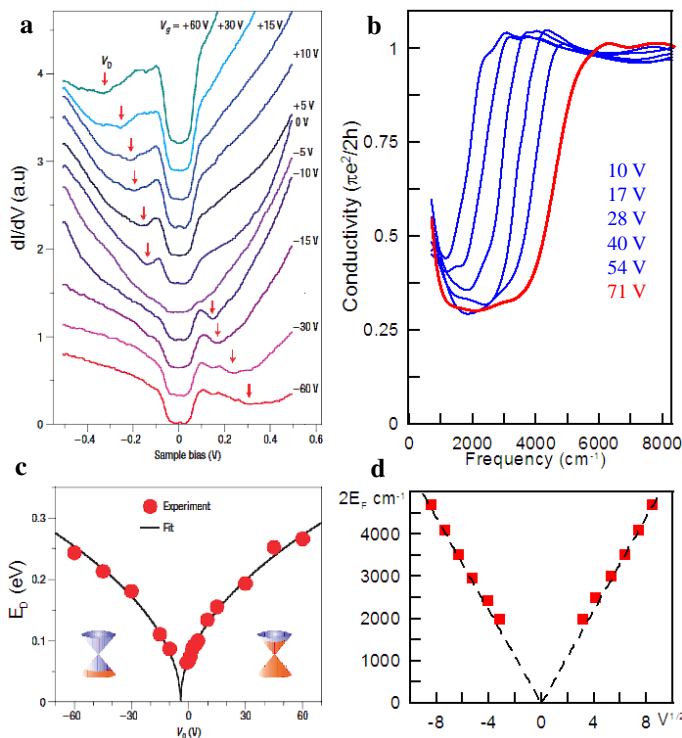 a
V_g = +60 V +30 V +15 V
+10 V
+5 V
0 V
−5 V
−10 V
−15 V
−30 V
−60 V
V_D
dI/dV (a.u)
4
3
2
1
0
−0.4 −0.2 0 0.2 0.4 0.6
Sample bias (V)
b
Conductivity (πe²/2h)
1
0.75
0.5
0.25
0
10 V
17 V
28 V
40 V
54 V
71 V
0 2000 4000 6000 8000
Frequency (cm⁻¹)
c
Experiment
Fit
E_D (eV)
0.3
0.2
0.1
0
−60 −30 0 30 60
V_g (V)
d
2E_F cm⁻¹
4000
3000
2000
1000
0
-8 -4 0 4 8 V^1/2